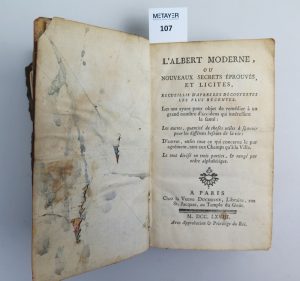 METAYER
107
L'ALBERT MODERNE,
OU
NOUVEAUX SECRETS ÉPROUVÉS,
ET LICITES,
RECUEILLIS D'APRÈS LES DÉCOUVERTES
LES PLUS RÉCENTES.
Les uns ayant pour objet de remédier à un
grand nombre d'accidens qui intéressent
la santé:
Les autres, quantité de choses utiles à sçavoir
pour les différens besoins de la vie:
D'autres, enfin tout ce qui concerne le pur
agrément, tant aux Champs qu'à la Ville.
Le tout divisé en trois parties, & rangé par
ordre alphabétique.
A PARIS
Chez la Veuve DUCHESNE, Libraire, rue
St. Jacques, au Temple du Goût.
M. DCC. LXVIII.
Avec Approbation & Privilège du Roi.